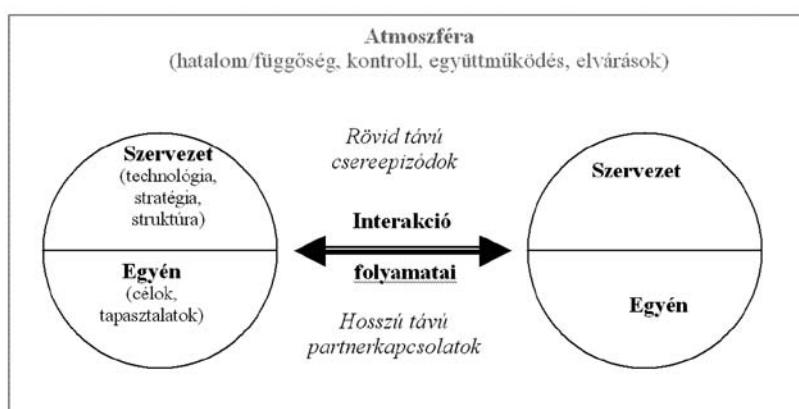 Atmoszféra
(hatalom/függőség, kontroll, együttműködés, elvárások)
Szervezet
(technológia,
stratégia,
struktúra)
Egyén
(célok,
tapasztalatok)
Rövid távú
csereepizódok
Interakció
folyamatai
Hosszú távú
partnerkapcsolatok
Szervezet
Egyén